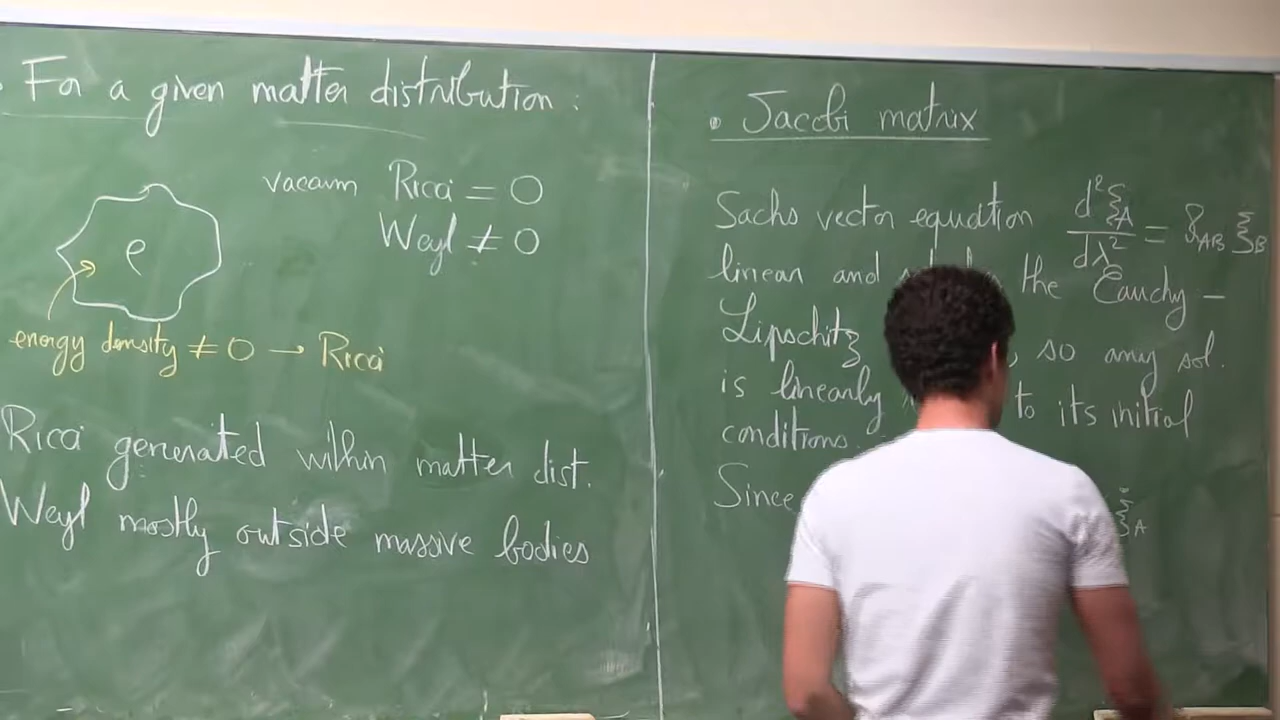 . For a given matter distribution :
vacuum Ricci = 0
Weyl ≠ 0
ρ
energy density ≠ 0 → Ricci
Ricci generated within matter dist.
Weyl mostly outside massive bodies
• Jacobi matrix
Sachs vector equation d²ξ_A/dλ² = 𝓡_AB ξ_B
linear and the Cauchy –
Lipschitz , so any sol.
is linearly to its initial
conditions.
Since ξ_A